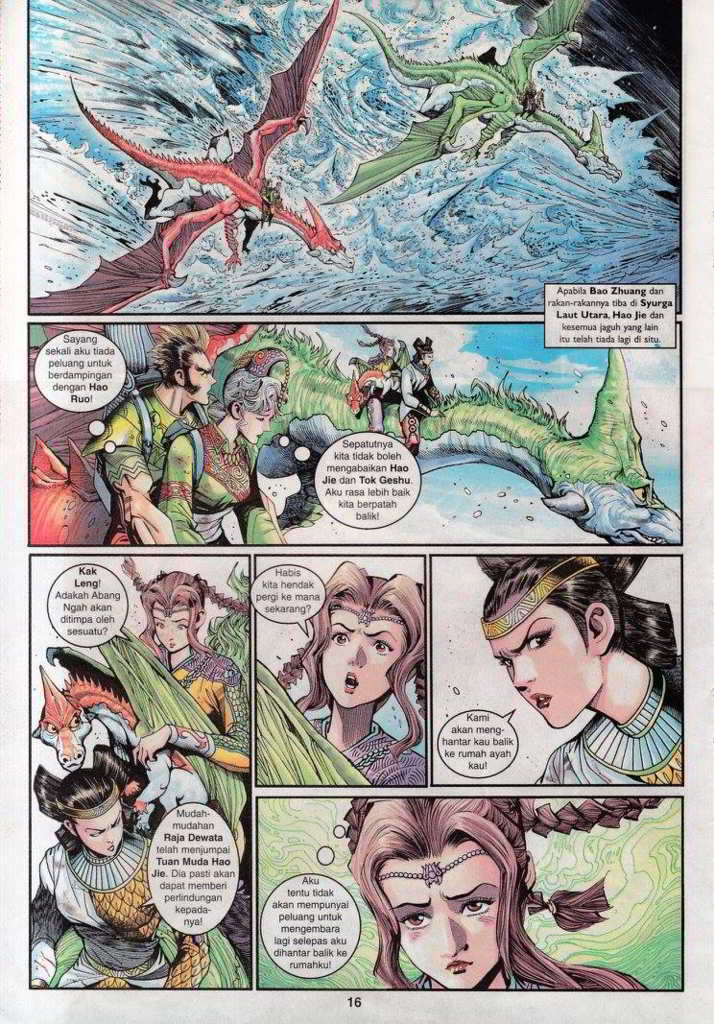 Apabila Bao Zhuang dan
rakan-rakannya tiba di Syurga
Laut Utara, Hao Jie dan
kesemua jaguh yang lain
itu telah tiada lagi di situ.
Sayang
sekali aku tiada
peluang untuk
berdampingan
dengan Hao
Ruo!
Sepatutnya
kita tidak boleh
mengabaikan Hao
Jie dan Tok Geshu.
Aku rasa lebih baik
kita berpatah
balik!
Kak
Leng!
Adakah Abang
Ngah akan
ditimpa oleh
sesuatu?
Mudah-
mudahan
Raja Dewata
telah menjumpai
Tuan Muda Hao
Jie. Dia pasti akan
dapat memberi
perlindungan
kepada-
nya!
Habis
kita hendak
pergi ke mana
sekarang?
Kami
akan meng-
hantar kau balik
ke rumah ayah
kau!
Aku
tentu tidak
akan mempunyai
peluang untuk
mengembara
lagi selepas aku
dihantar balik ke
rumahku!
16